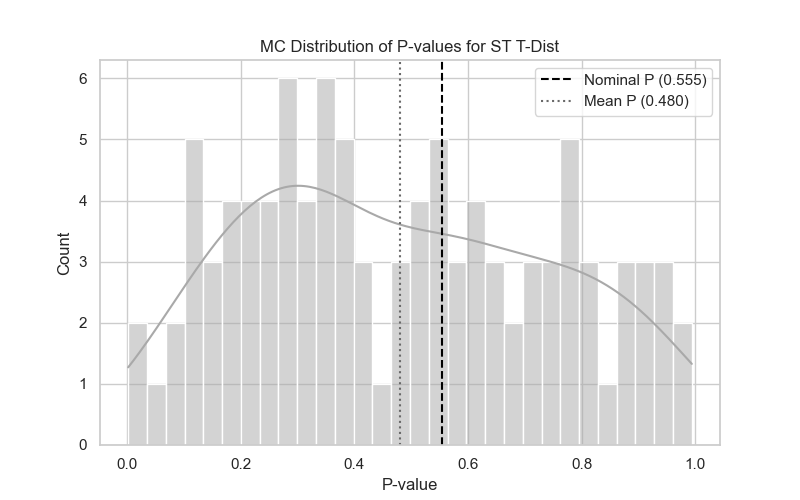 MC Distribution of P-values for ST T-Dist
Nominal P (0.555)
Mean P (0.480)
6
5
4
3
2
1
0
Count
0.0 0.2 0.4 0.6 0.8 1.0
P-value